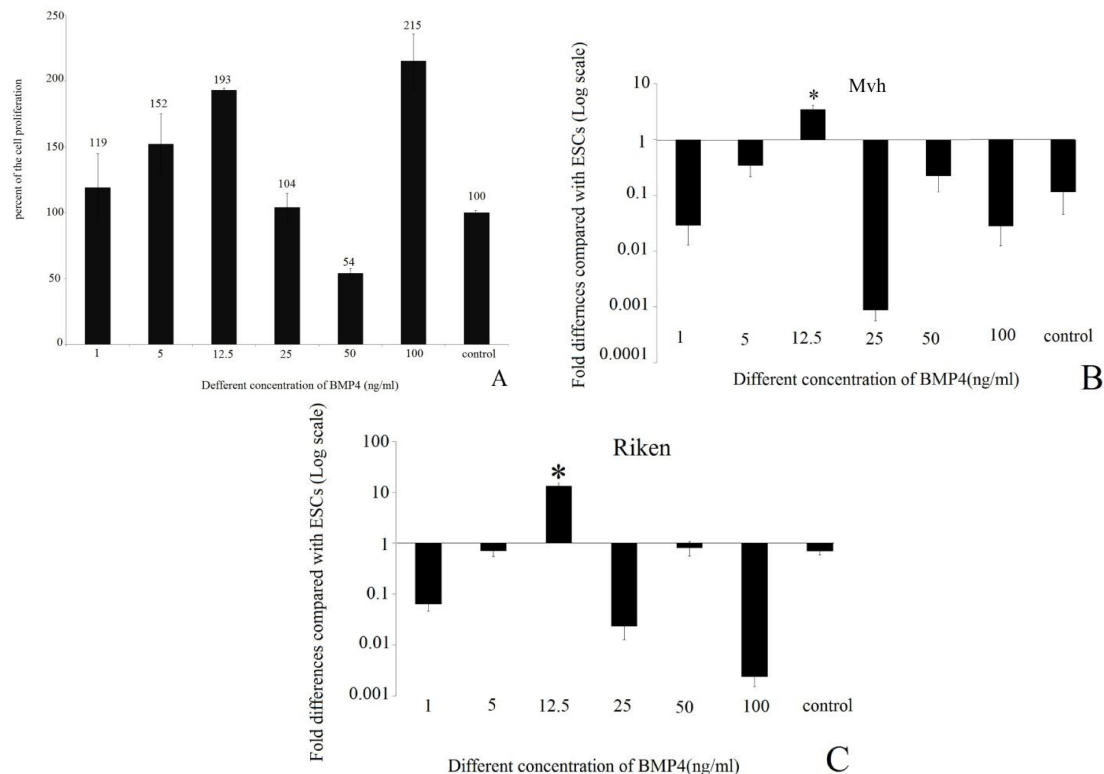 250
200
150
100
50
0
percent of the cell proliferation
119
152
193
104
54
215
100
1 5 12.5 25 50 100 control
Defferent concentration of BMP4 (ng/ml)
A
Mvh
*
10
1
0.1
0.01
0.001
0.0001
Fold differences compared with ESCs (Log scale)
1 5 12.5 25 50 100 control
Different concentration of BMP4(ng/ml)
B
Riken
*
100
10
1
0.1
0.01
0.001
Fold differences compared with ESCs (Log scale)
1 5 12.5 25 50 100 control
Different concentration of BMP4(ng/ml)
C